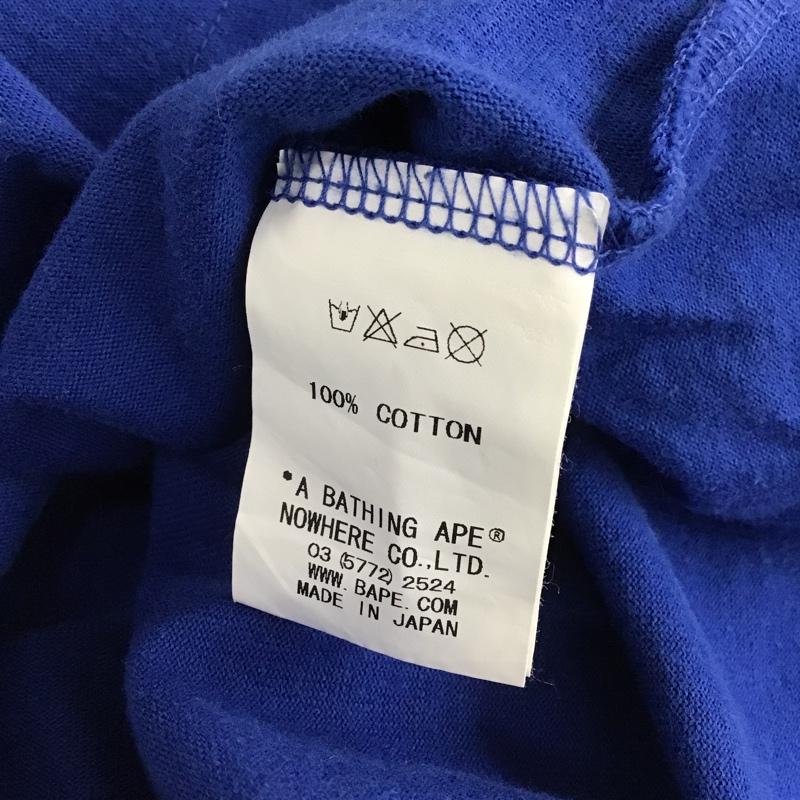 100% COTTON
*A BATHING APE®
NOWHERE CO.,LTD.
03 (5772) 2524
WWW. BAPE. COM
MADE IN JAPAN